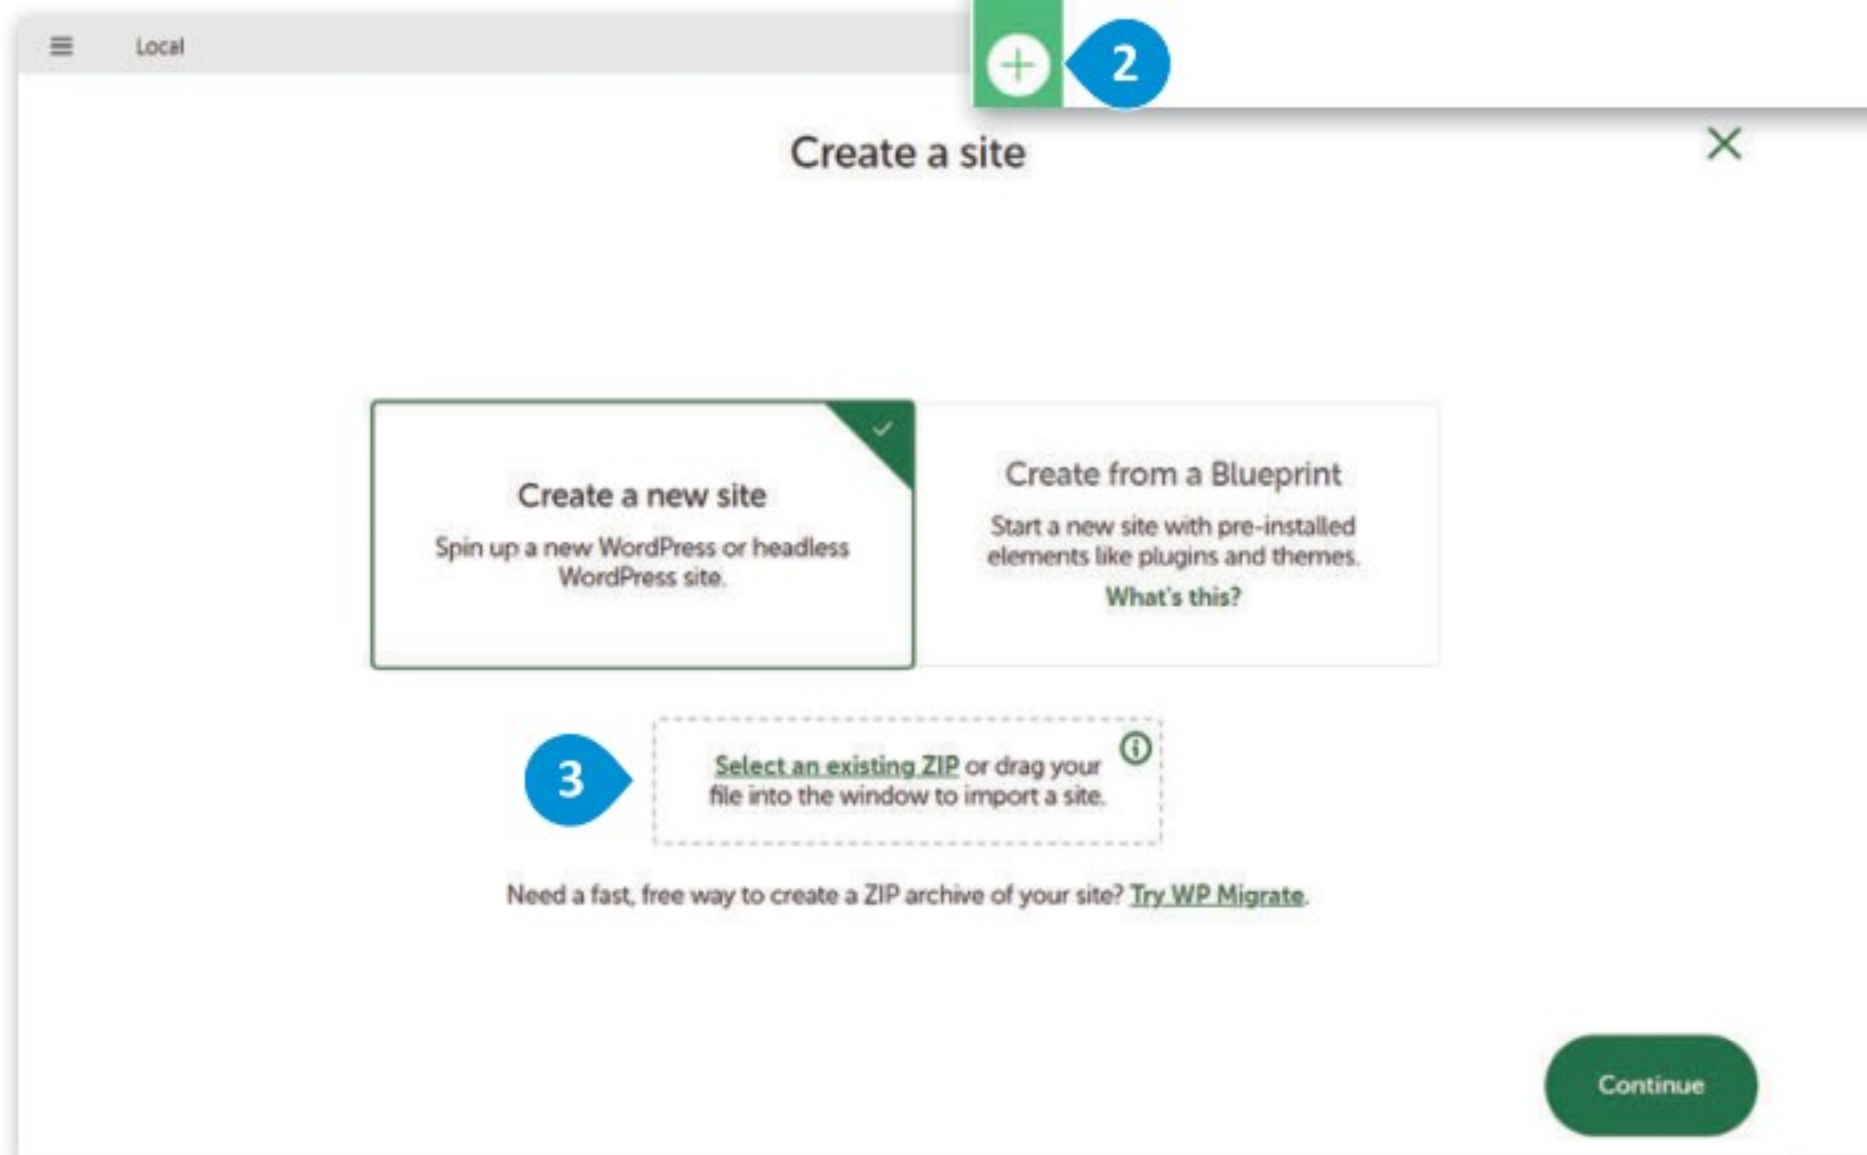 Local
2
Create a site
Create a new site
Spin up a new WordPress or headless
WordPress site.
Create from a Blueprint
Start a new site with pre-installed
elements like plugins and themes.
What's this?
3
Select an existing ZIP or drag your
file into the window to import a site.
Need a fast, free way to create a ZIP archive of your site? Try WP Migrate.
Continue